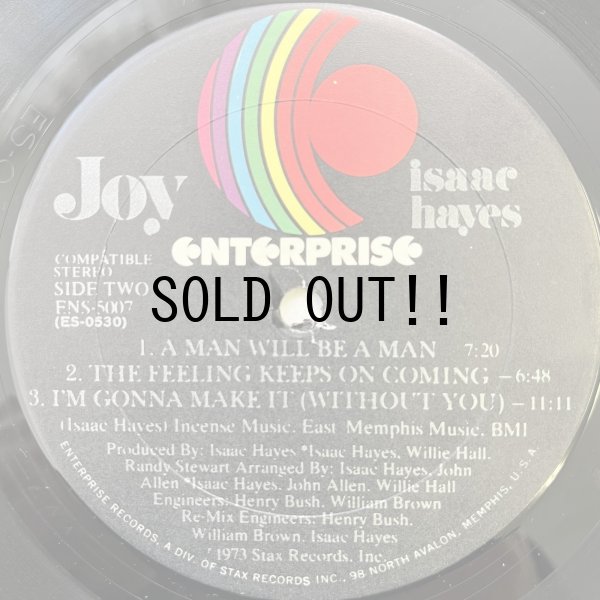 Joy
isaac
hayes
ENTERPRISE
COMPATIBLE
STEREO
SIDE TWO
ENS-5007
(ES-0530)
SOLD OUT!!
1. A MAN WILL BE A MAN 7:20
2. THE FEELING KEEPS ON COMING – 6:48
3. I'M GONNA MAKE IT (WITHOUT YOU) – 11:11
(Isaac Hayes) Incense Music, East Memphis Music, BMI
Produced By: Isaac Hayes *Isaac Hayes, Willie Hall,
Randy Stewart Arranged By: Isaac Hayes, John
Allen *Isaac Hayes, John Allen, Willie Hall
Engineers: Henry Bush, William Brown
Re-Mix Engineers: Henry Bush,
William Brown, Isaac Hayes
℗ 1973 Stax Records, Inc.
ENTERPRISE RECORDS, A DIV. OF STAX RECORDS INC., 98 NORTH AVALON, MEMPHIS, U.S.A.